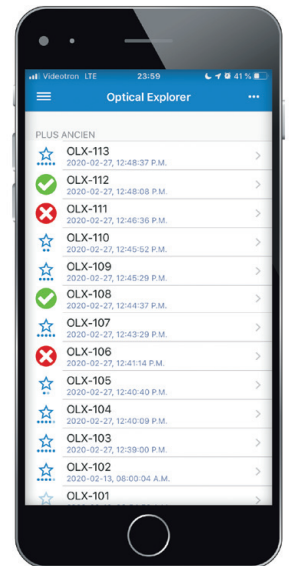 Videotron LTE 23:59 41 %
Optical Explorer
PLUS ANCIEN
OLX-113
2020-02-27, 12:48:37 P.M.
OLX-112
2020-02-27, 12:48:08 P.M.
OLX-111
2020-02-27, 12:46:36 P.M.
OLX-110
2020-02-27, 12:45:52 P.M.
OLX-109
2020-02-27, 12:45:29 P.M.
OLX-108
2020-02-27, 12:44:37 P.M.
OLX-107
2020-02-27, 12:43:29 P.M.
OLX-106
2020-02-27, 12:41:14 P.M.
OLX-105
2020-02-27, 12:40:40 P.M.
OLX-104
2020-02-27, 12:40:09 P.M.
OLX-103
2020-02-27, 12:39:00 P.M.
OLX-102
2020-02-13, 08:00:04 A.M.
OLX-101